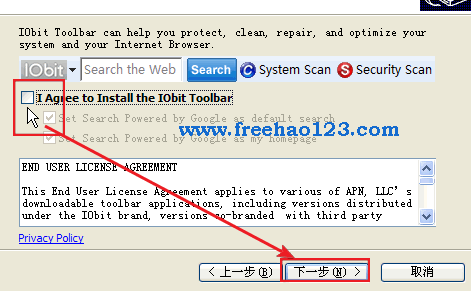 IObit Toolbar can help you protect, clean, repair, and optimize your
system and your Internet Browser.
IObit Search the Web Search System Scan Security Scan
I Agree to Install the IObit Toolbar
Set Search Powered by Google as default search
www.freehao123.com
Set Search Powered by Google as my homepage
END USER LICENSE AGREEMENT
This End User License Agreement applies to various of APN, LLC's
downloadable toolbar applications, including versions distributed
under the IObit brand, versions co-branded with third party
Privacy Policy
< 上一步(B) 下一步(N) > 取消